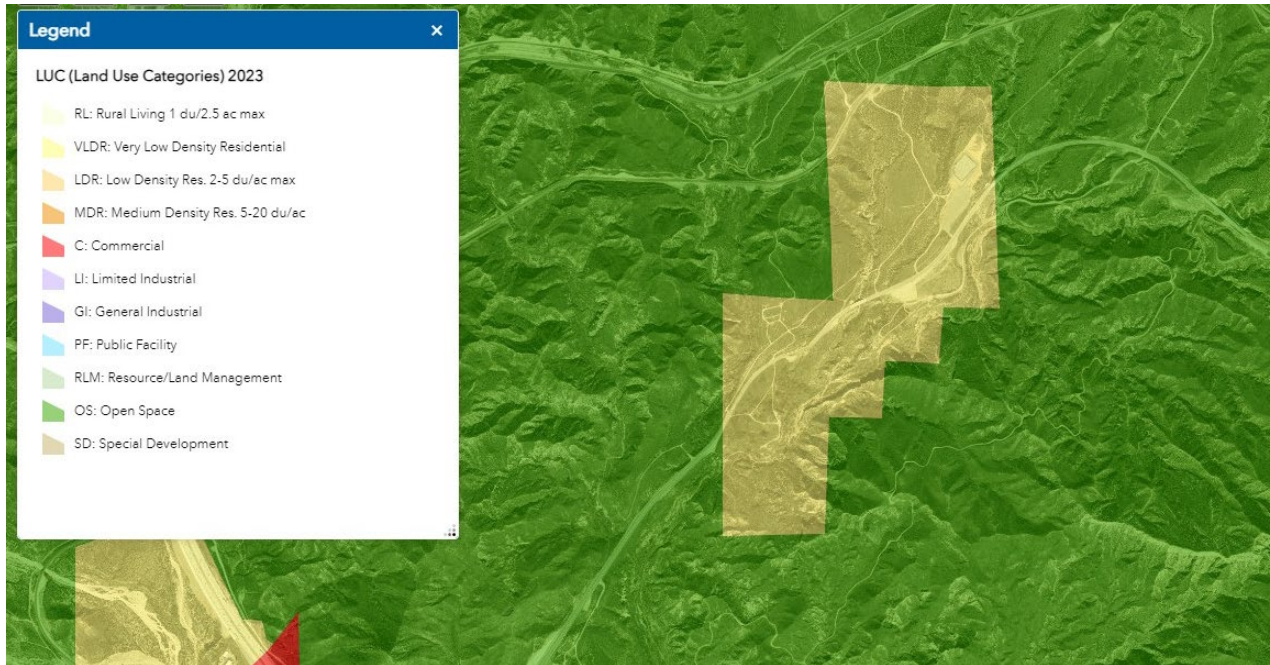 Legend
LUC (Land Use Categories) 2023
RL: Rural Living 1 du/2.5 ac max
VLDR: Very Low Density Residential
LDR: Low Density Res. 2-5 du/ac max
MDR: Medium Density Res. 5-20 du/ac
C: Commercial
LI: Limited Industrial
GI: General Industrial
PF: Public Facility
RLM: Resource/Land Management
OS: Open Space
SD: Special Development